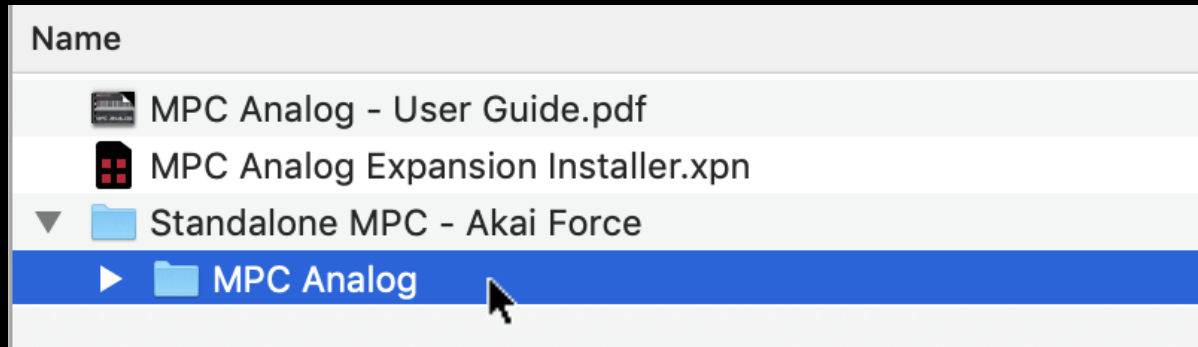 Name
MPC Analog - User Guide.pdf
MPC Analog Expansion Installer.xpn
Standalone MPC - Akai Force
MPC Analog